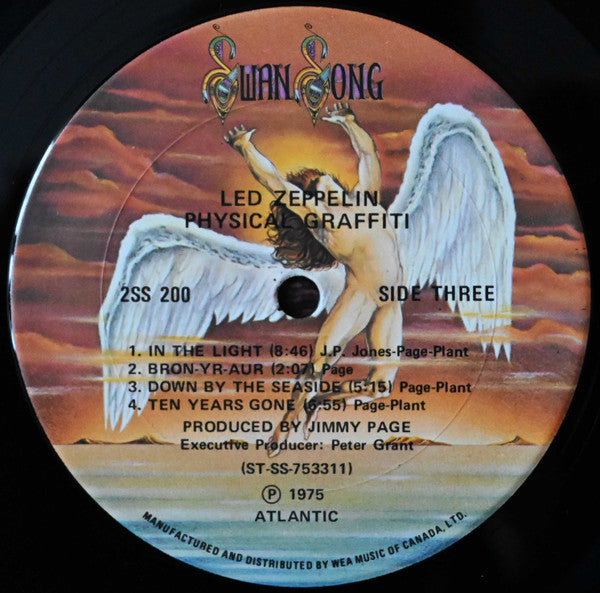 SWAN SONG
LED ZEPPELIN
PHYSICAL GRAFFITI
2SS 200 SIDE THREE
1. IN THE LIGHT (8:46) J.P. Jones-Page-Plant
2. BRON-YR-AUR (2:07) Page
3. DOWN BY THE SEASIDE (5:15) Page-Plant
4. TEN YEARS GONE (6:55) Page-Plant
PRODUCED BY JIMMY PAGE
Executive Producer: Peter Grant
(ST-SS-753311)
Ⓟ 1975
ATLANTIC
MANUFACTURED AND DISTRIBUTED BY WEA MUSIC OF CANADA, LTD.